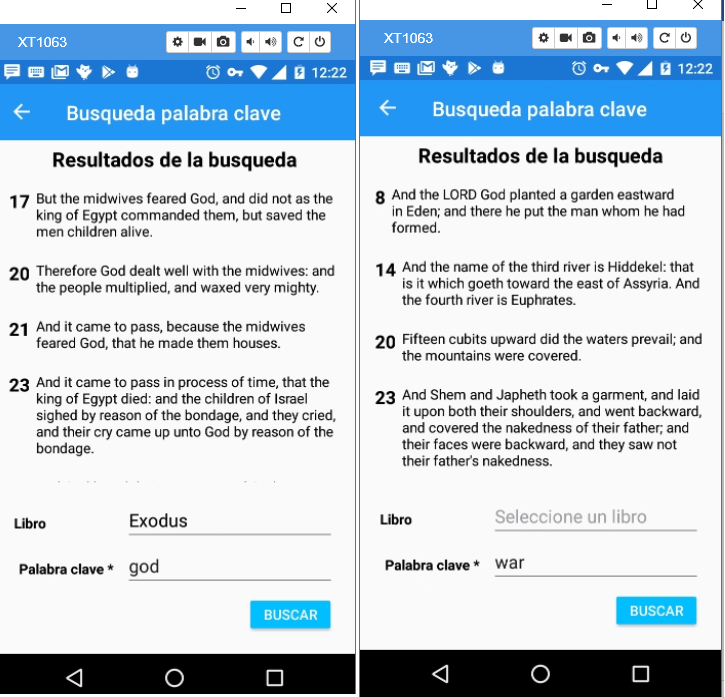 XT1063
12:22
Busqueda palabra clave
Resultados de la busqueda
17 But the midwives feared God, and did not as the
king of Egypt commanded them, but saved the
men children alive.
20 Therefore God dealt well with the midwives: and
the people multiplied, and waxed very mighty.
21 And it came to pass, because the midwives
feared God, that he made them houses.
23 And it came to pass in process of time, that the
king of Egypt died: and the children of Israel
sighed by reason of the bondage, and they cried,
and their cry came up unto God by reason of the
bondage.
Libro Exodus
Palabra clave * god
BUSCAR
XT1063
12:22
Busqueda palabra clave
Resultados de la busqueda
8 And the LORD God planted a garden eastward
in Eden; and there he put the man whom he had
formed.
14 And the name of the third river is Hiddekel: that
is it which goeth toward the east of Assyria. And
the fourth river is Euphrates.
20 Fifteen cubits upward did the waters prevail; and
the mountains were covered.
23 And Shem and Japheth took a garment, and laid
it upon both their shoulders, and went backward,
and covered the nakedness of their father; and
their faces were backward, and they saw not
their father's nakedness.
Libro Seleccione un libro
Palabra clave * war
BUSCAR